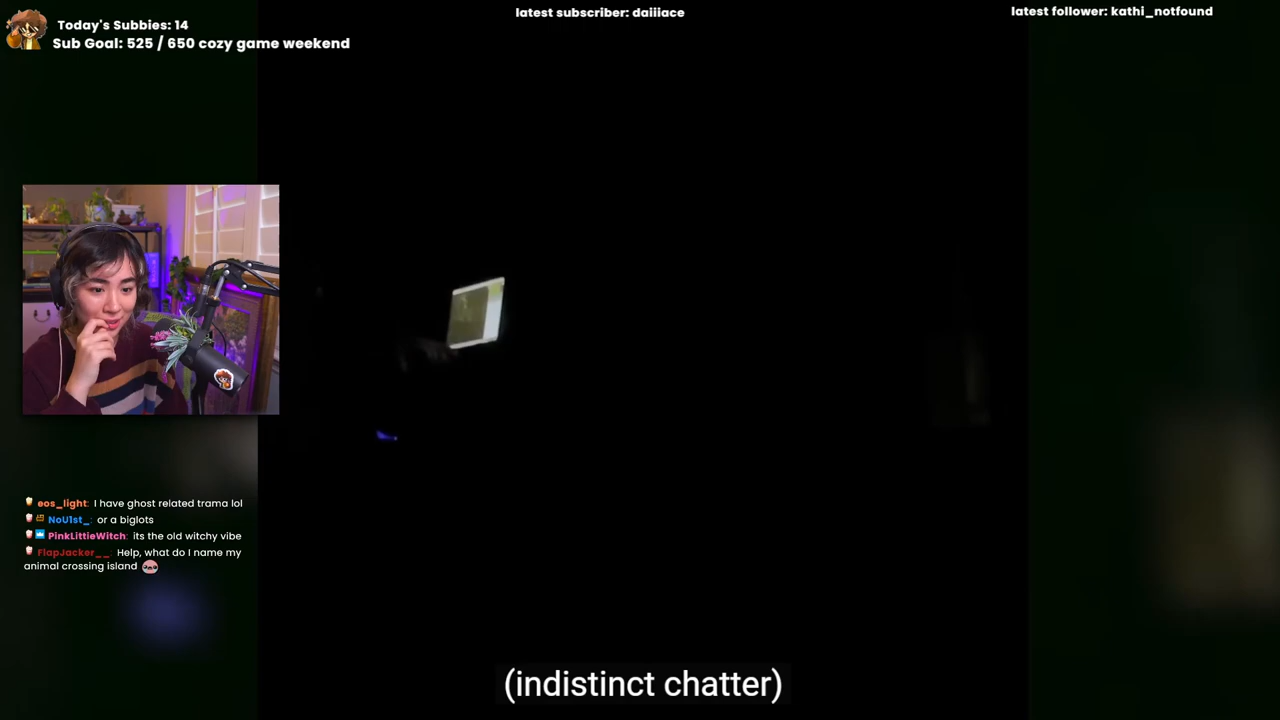 latest subscriber: daiiiace
latest follower: kathi_notfound
Today's Subbies: 14
Sub Goal: 525 / 650 cozy game weekend
eos_light: I have ghost related trama lol
NoU1st_: or a biglots
PinkLittleWitch: its the old witchy vibe
FlapJacker__: Help, what do I name my
animal crossing island
(indistinct chatter)